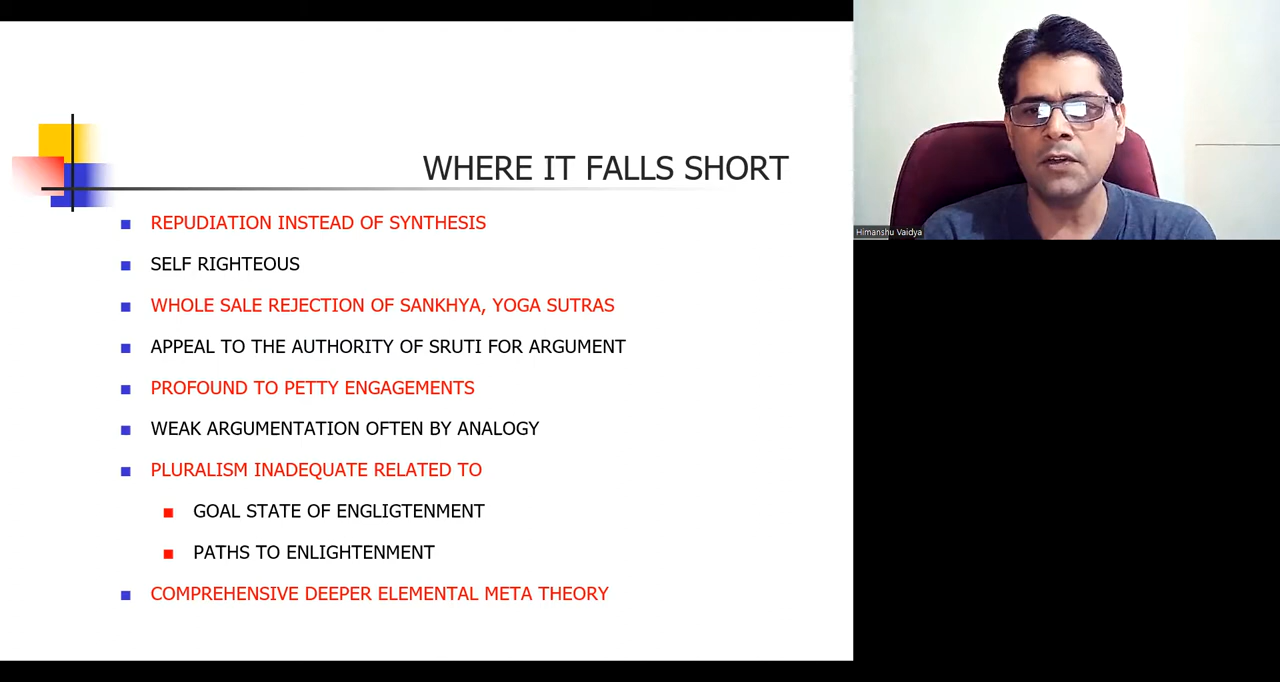 WHERE IT FALLS SHORT
REPUDIATION INSTEAD OF SYNTHESIS
SELF RIGHTEOUS
WHOLE SALE REJECTION OF SANKHYA, YOGA SUTRAS
APPEAL TO THE AUTHORITY OF SRUTI FOR ARGUMENT
PROFOUND TO PETTY ENGAGEMENTS
WEAK ARGUMENTATION OFTEN BY ANALOGY
PLURALISM INADEQUATE RELATED TO
GOAL STATE OF ENGLIGTENMENT
PATHS TO ENLIGHTENMENT
COMPREHENSIVE DEEPER ELEMENTAL META THEORY
Himanshu Vaidya